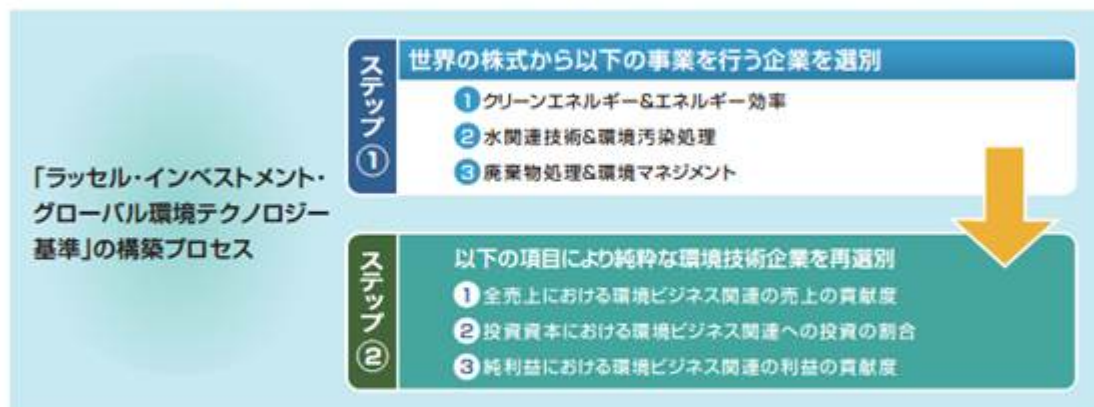 「ラッセル・インベストメント・
グローバル環境テクノロジー
基準」の構築プロセス
ステップ①
世界の株式から以下の事業を行う企業を選別
①クリーンエネルギー&エネルギー効率
②水関連技術&環境汚染処理
③廃棄物処理&環境マネジメント
ステップ②
以下の項目により純粋な環境技術企業を再選別
①全売上における環境ビジネス関連の売上の貢献度
②投資資本における環境ビジネス関連への投資の割合
③純利益における環境ビジネス関連の利益の貢献度